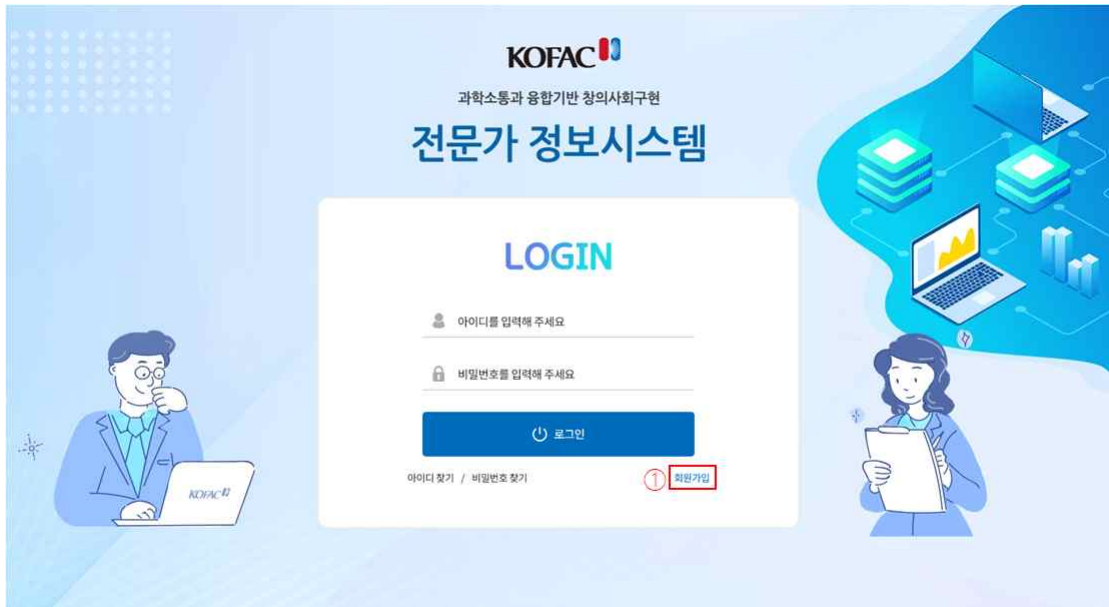 KOFAC
과학소통과 융합기반 창의사회구현
전문가 정보시스템
LOGIN
아이디를 입력해 주세요
비밀번호를 입력해 주세요
로그인
아이디 찾기 / 비밀번호 찾기
① 회원가입
KOFAC